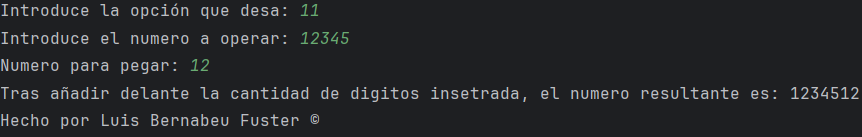 Introduce la opción que desa: 11
Introduce el numero a operar: 12345
Numero para pegar: 12
Tras añadir delante la cantidad de digitos insetrada, el numero resultante es: 1234512
Hecho por Luis Bernabeu Fuster ©